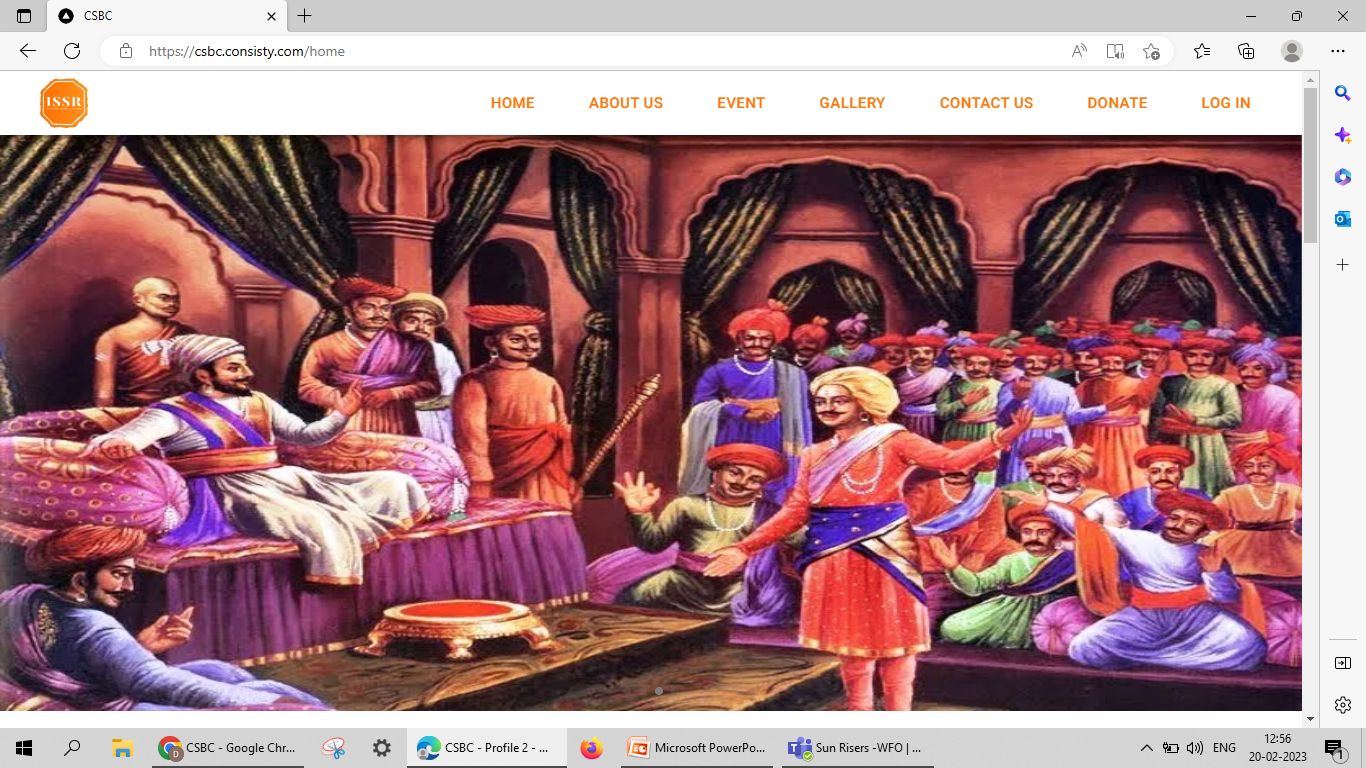 CSBC
https://csbc.consisty.com/home
A
ISSR
HOME ABOUT US EVENT GALLERY CONTACT US DONATE LOG IN
CSBC - Google Chr...
D
CSBC - Profile 2 - ...
Microsoft PowerPo...
Sun Risers -WFO | ...
ENG
12:56
20-02-2023
1